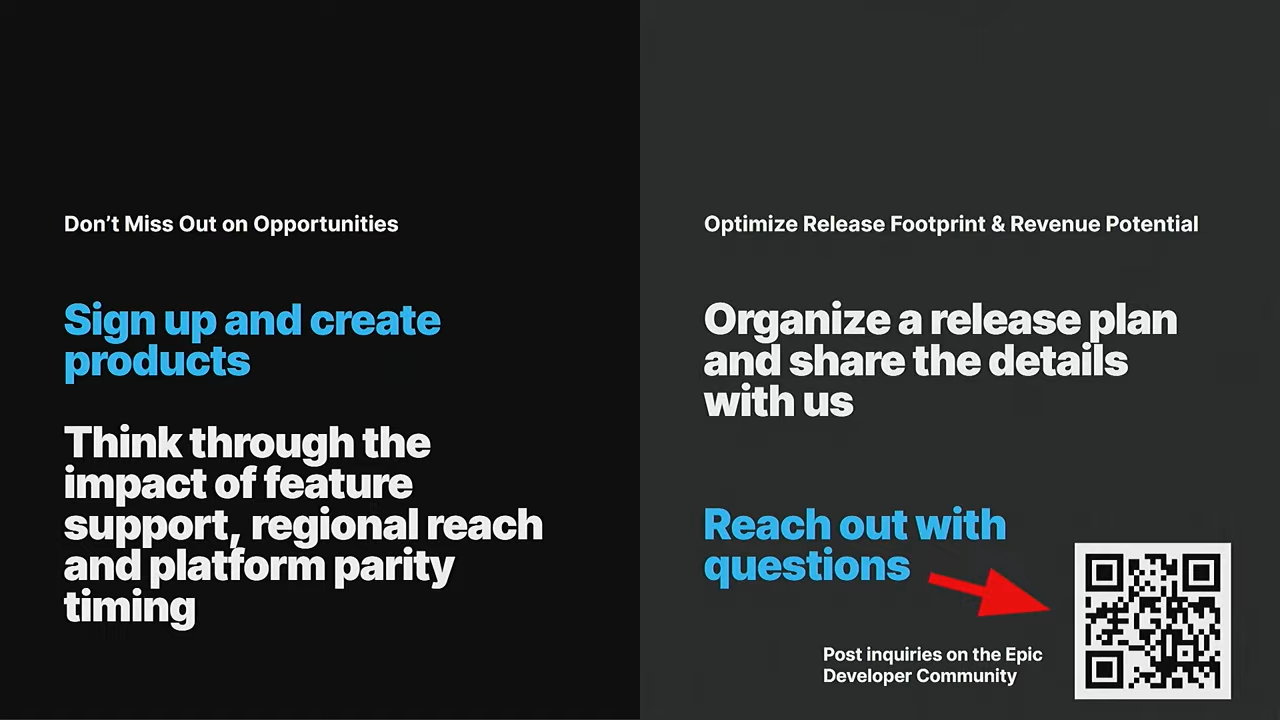 Don’t Miss Out on Opportunities
Sign up and create
products
Think through the
impact of feature
support, regional reach
and platform parity
timing
Optimize Release Footprint & Revenue Potential
Organize a release plan
and share the details
with us
Reach out with
questions
Post inquiries on the Epic
Developer Community